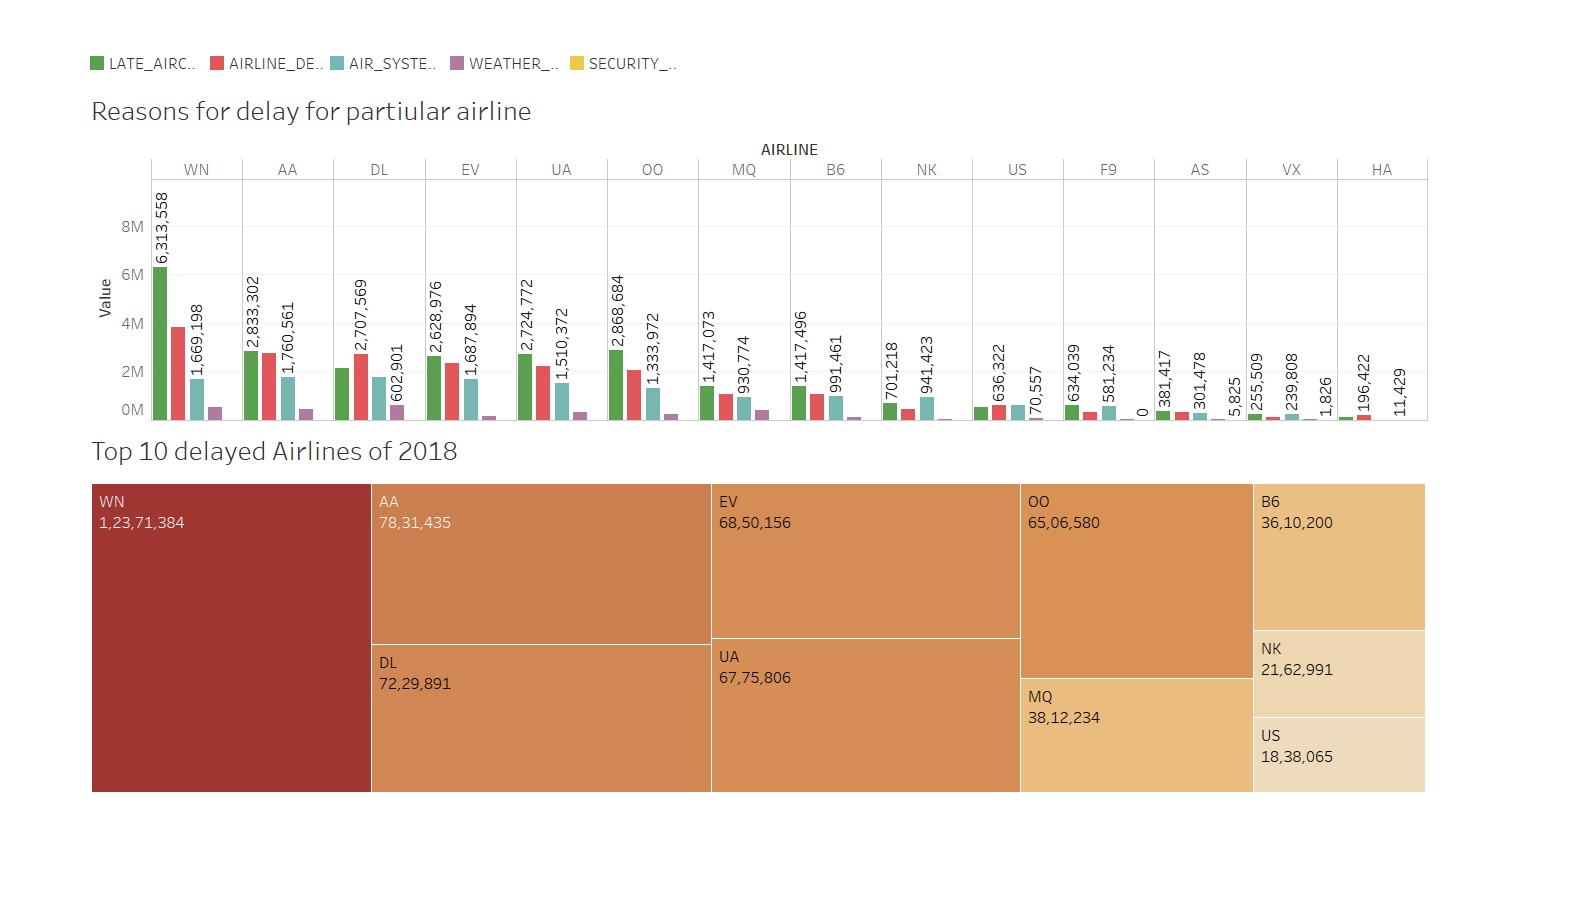 LATE_AIRC.. AIRLINE_DE.. AIR_SYSTE.. WEATHER_.. SECURITY_..
Reasons for delay for partiular airline
AIRLINE
WN AA DL EV UA OO MQ B6 NK US F9 AS VX HA
Value
8M
6M
4M
2M
0M
6,313,558
1,669,198
2,833,302
1,760,561
2,707,569
602,901
2,628,976
1,687,894
2,724,772
1,510,372
2,868,684
1,333,972
1,417,073
930,774
1,417,496
991,461
701,218
941,423
636,322
70,557
634,039
581,234
0
381,417
301,478
5,825
255,509
239,808
1,826
196,422
11,429
Top 10 delayed Airlines of 2018
WN
1,23,71,384
AA
78,31,435
DL
72,29,891
EV
68,50,156
UA
67,75,806
OO
65,06,580
MQ
38,12,234
B6
36,10,200
NK
21,62,991
US
18,38,065